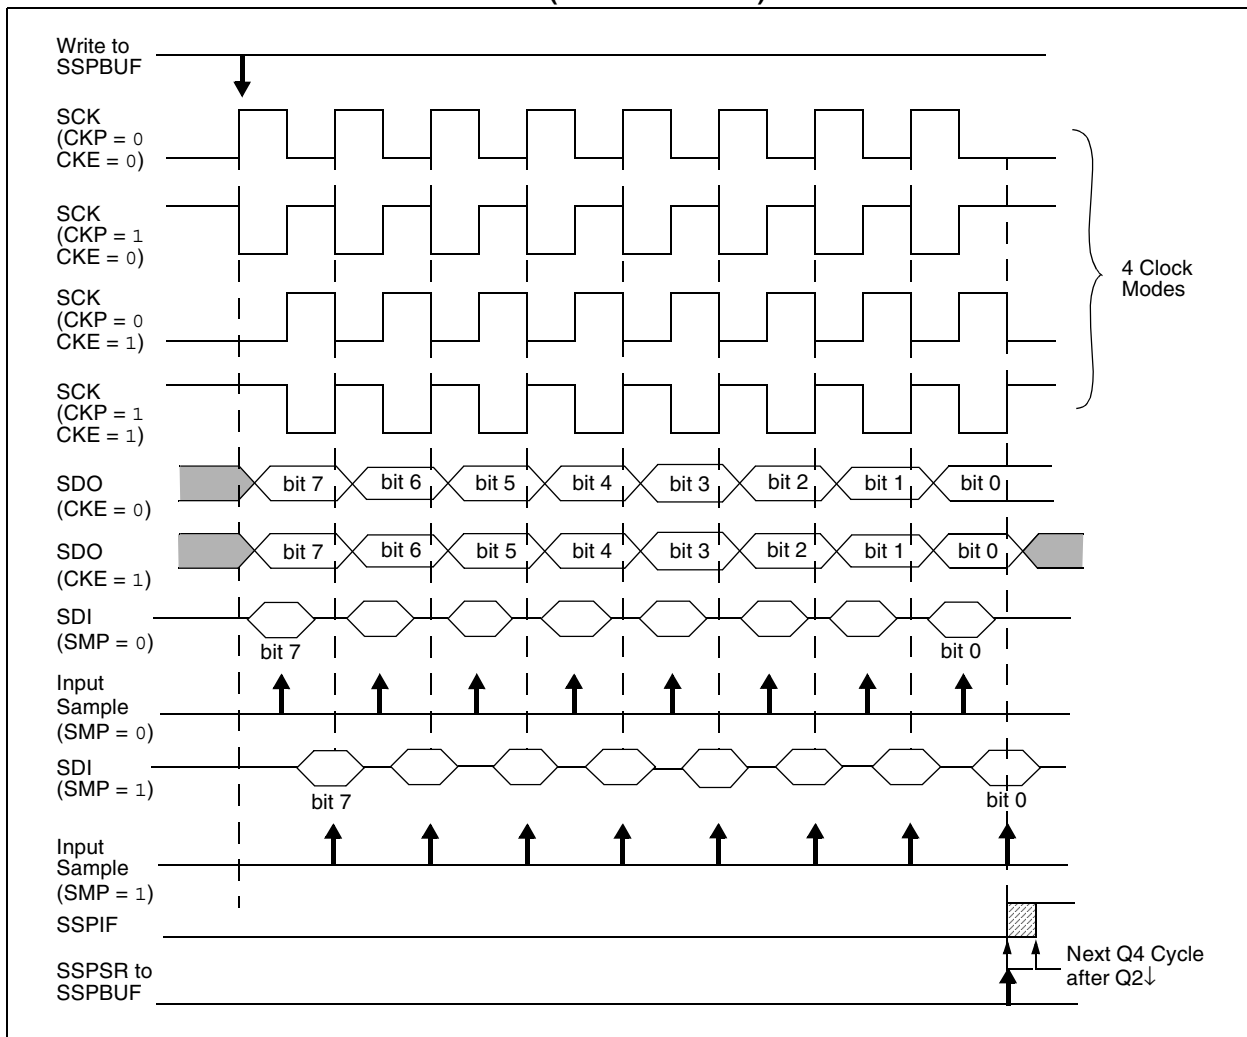 Write to
SSPBUF
SCK
(CKP = 0
CKE = 0)
SCK
(CKP = 1
CKE = 0)
SCK
(CKP = 0
CKE = 1)
SCK
(CKP = 1
CKE = 1)
4 Clock
Modes
SDO
(CKE = 0)
bit 7 bit 6 bit 5 bit 4 bit 3 bit 2 bit 1 bit 0
SDO
(CKE = 1)
bit 7 bit 6 bit 5 bit 4 bit 3 bit 2 bit 1 bit 0
SDI
(SMP = 0)
bit 7 bit 0
Input
Sample
(SMP = 0)
SDI
(SMP = 1)
bit 7 bit 0
Input
Sample
(SMP = 1)
SSPIF
Next Q4 Cycle
after Q2↓
SSPSR to
SSPBUF